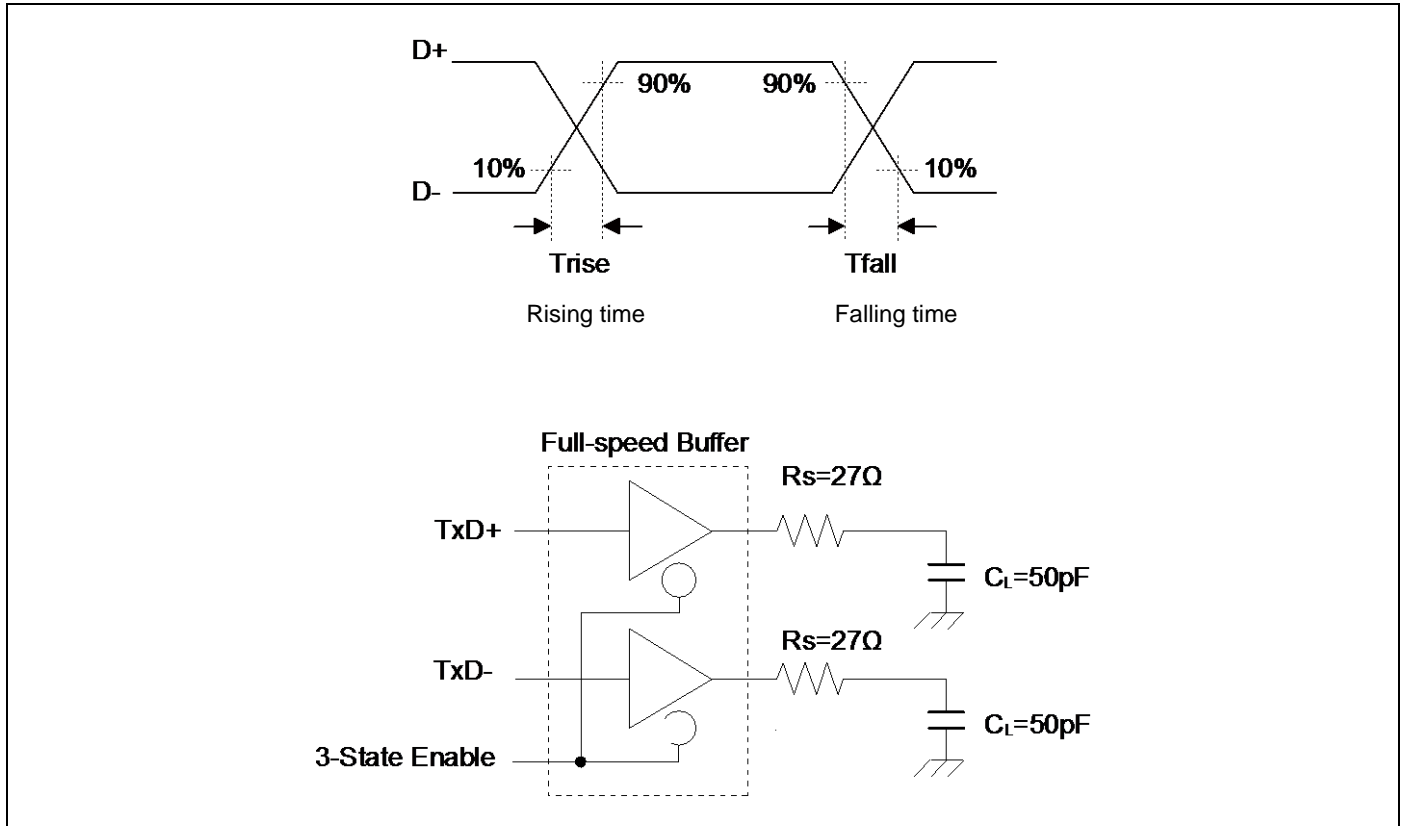 D+
90% 90%
10% 10%
D-
Trise Tfall
Rising time Falling time
Full-speed Buffer
Rs=27Ω
TxD+
CL=50pF
Rs=27Ω
TxD-
CL=50pF
3-State Enable